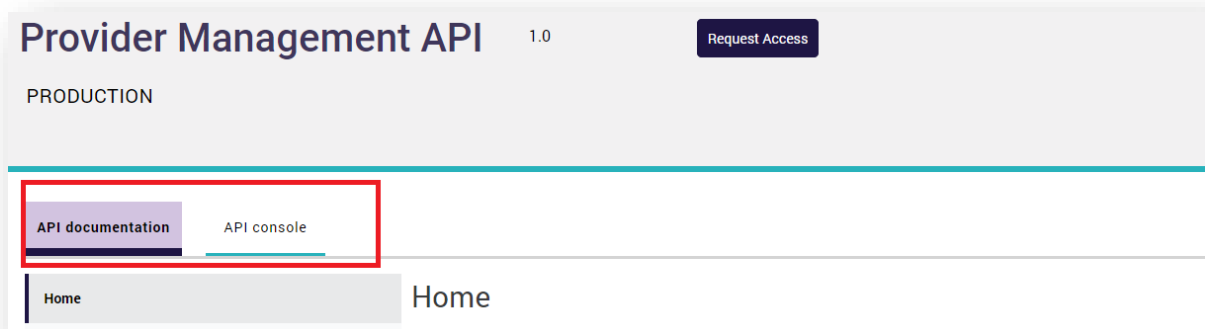 Provider Management API 1.0 Request Access
PRODUCTION
API documentation API console
Home Home